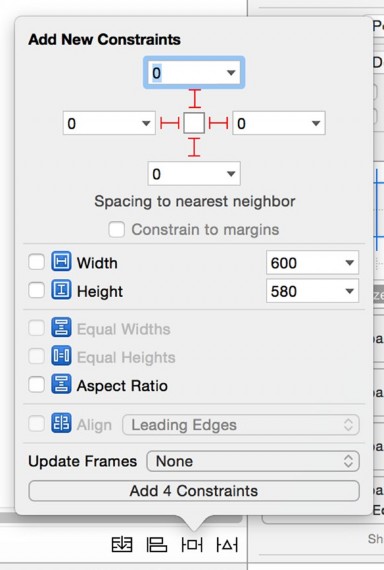 Add New Constraints
0
0 0
0
Spacing to nearest neighbor
Constrain to margins
Width 600
Height 580
Equal Widths
Equal Heights
Aspect Ratio
Align Leading Edges
Update Frames None
Add 4 Constraints
Sh